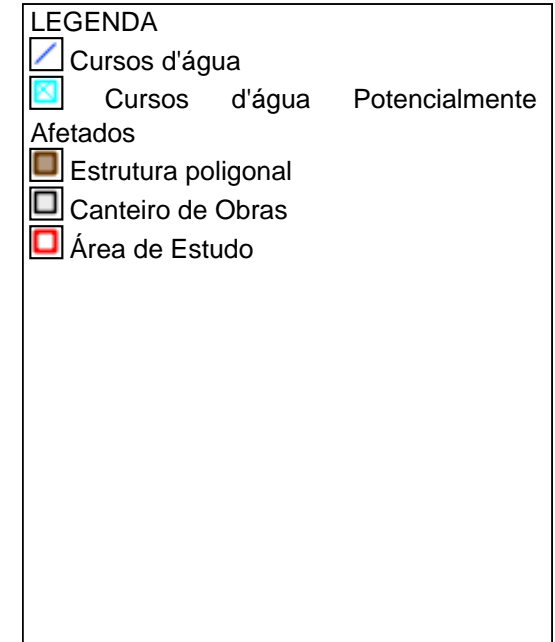 LEGENDA
Cursos d'água
Cursos d'água Potencialmente
Afetados
Estrutura poligonal
Canteiro de Obras
Área de Estudo